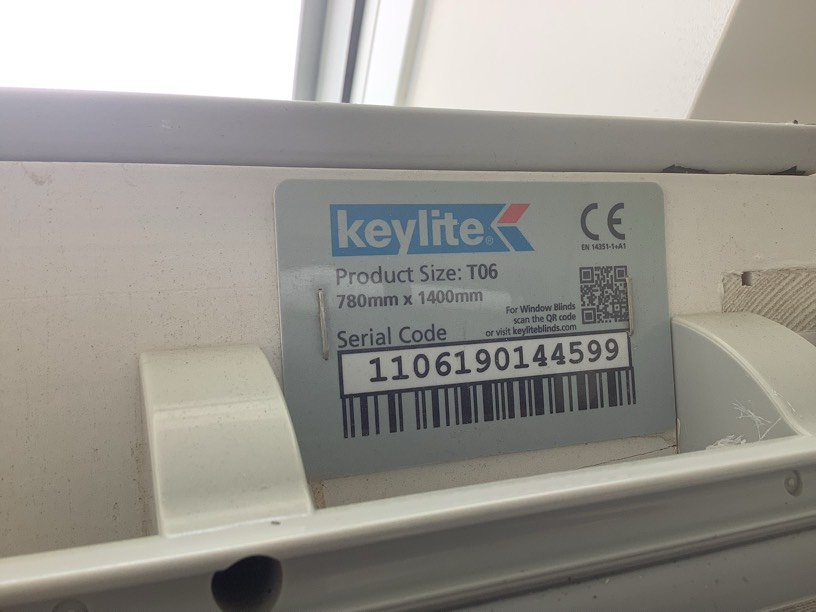 keylite®
CE
EN 14351-1+A1
Product Size: T06
780mm x 1400mm
For Window Blinds
scan the QR code
or visit keyliteblinds.com
Serial Code
1106190144599